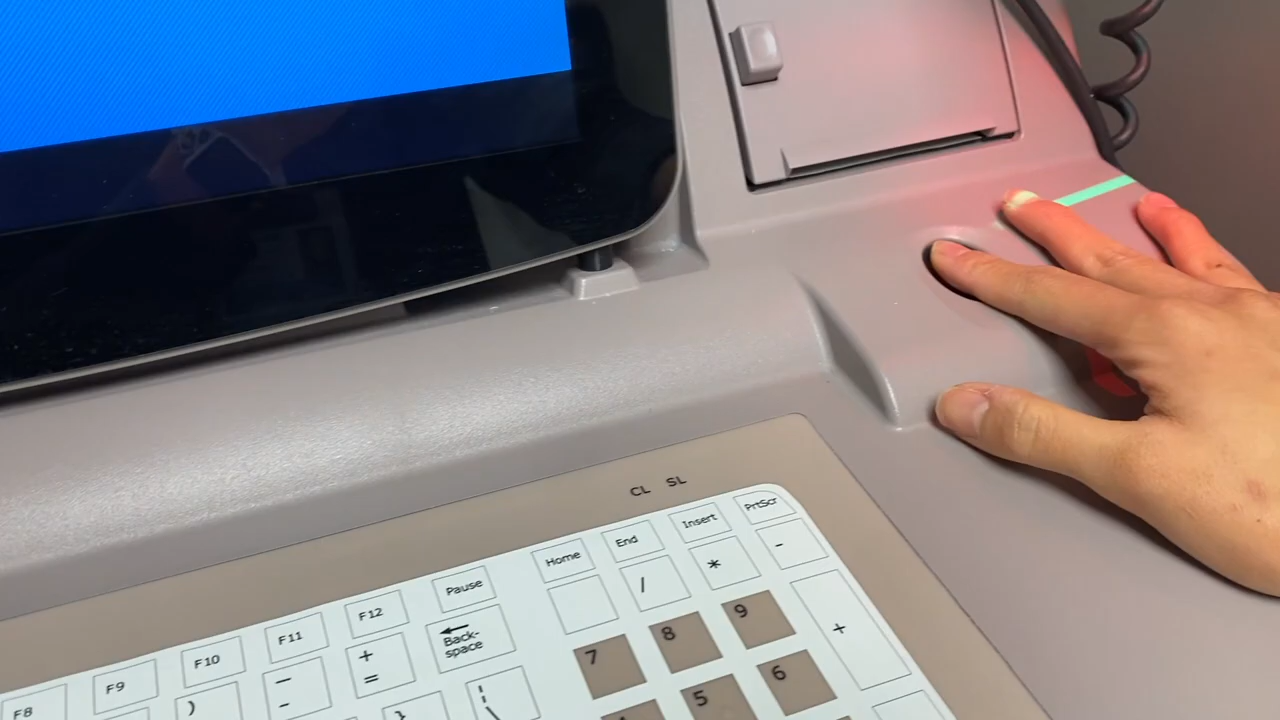 CL SL
Home End Insert PrtScr
Pause / * -
F8 F9 F10 F11 F12
Back-
space
7 8 9 +
) - + 
- =
5 6
}